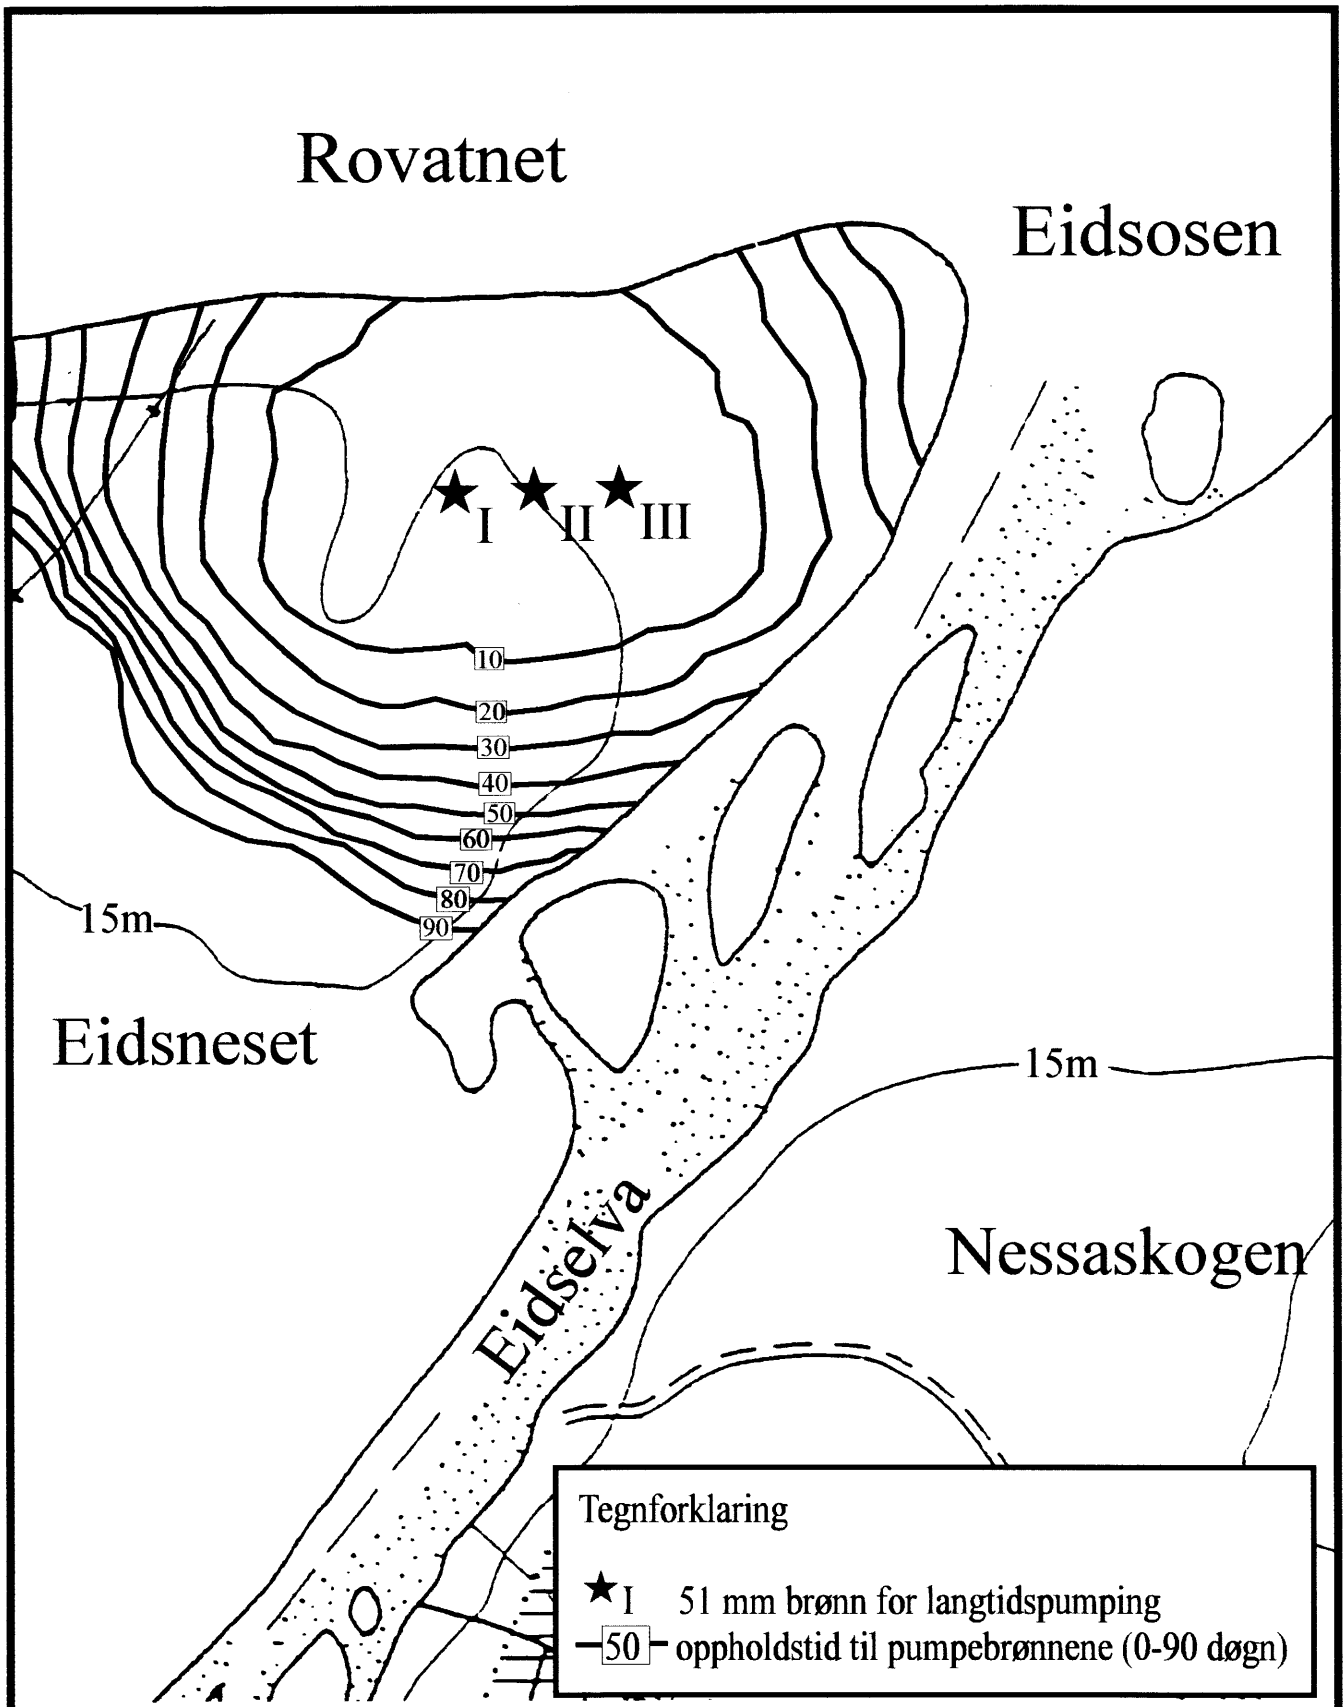 Rovatnet
Eidsosen
I
II
III
10
20
30
40
50
60
70
80
90
15m
Eidsneset
15m
Eidselva
Nessaskogen
Tegnforklaring
I 51 mm brønn for langtidspumping
50 oppholdstid til pumpebrønnene (0-90 døgn)